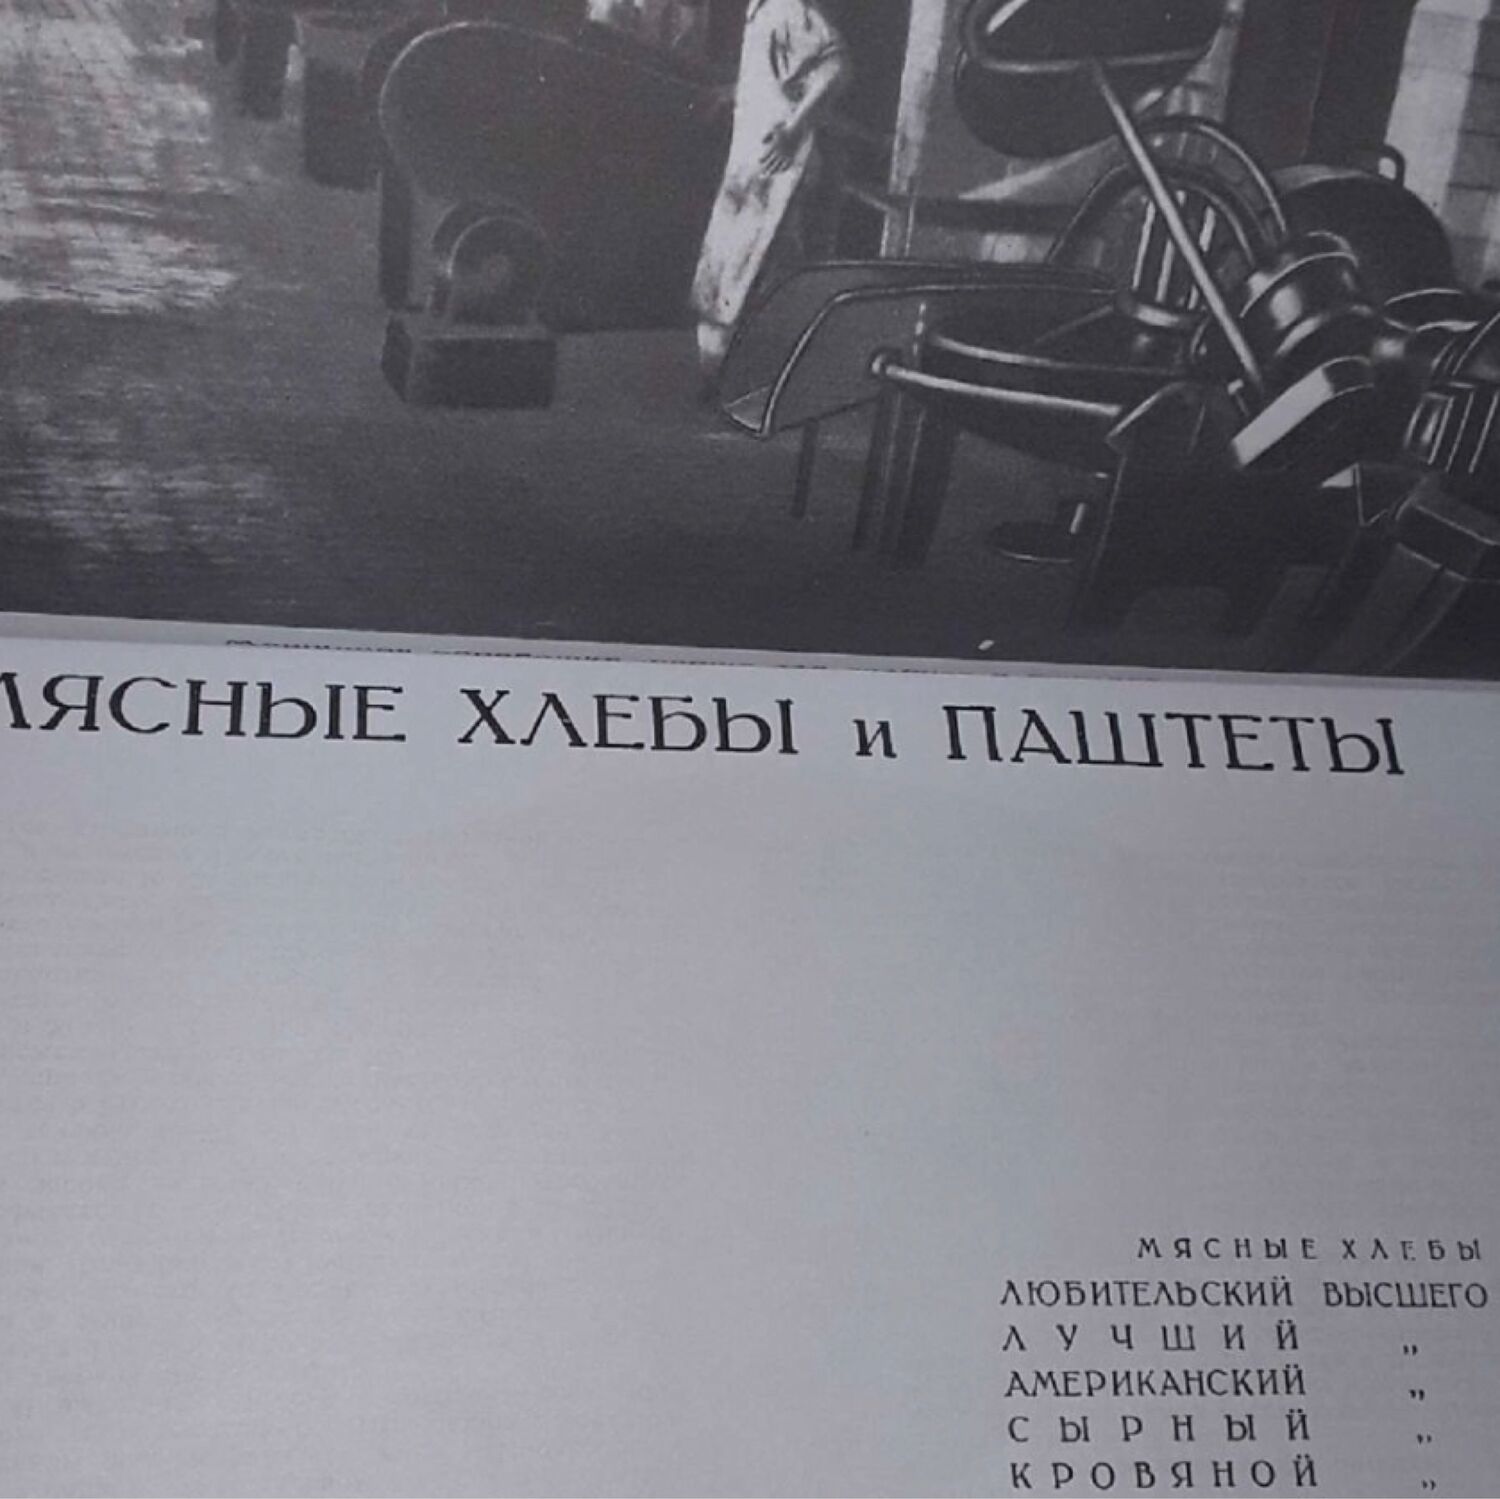 МЯСНЫЕ ХЛЕБЫ и ПАШТЕТЫ
МЯСНЫЕ ХЛЕБЫ
ЛЮБИТЕЛЬСКИЙ ВЫСШЕГО
ЛУЧШИЙ „
АМЕРИКАНСКИЙ „
СЫРНЫЙ „
КРОВЯНОЙ „